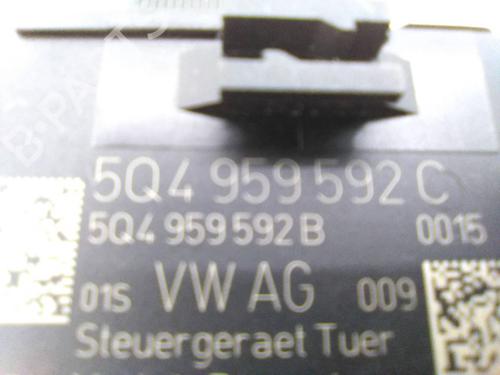 5Q4 959 592 C
5Q4 959 592 B 0015
01S VW AG 009
Steuergeraet Tuer